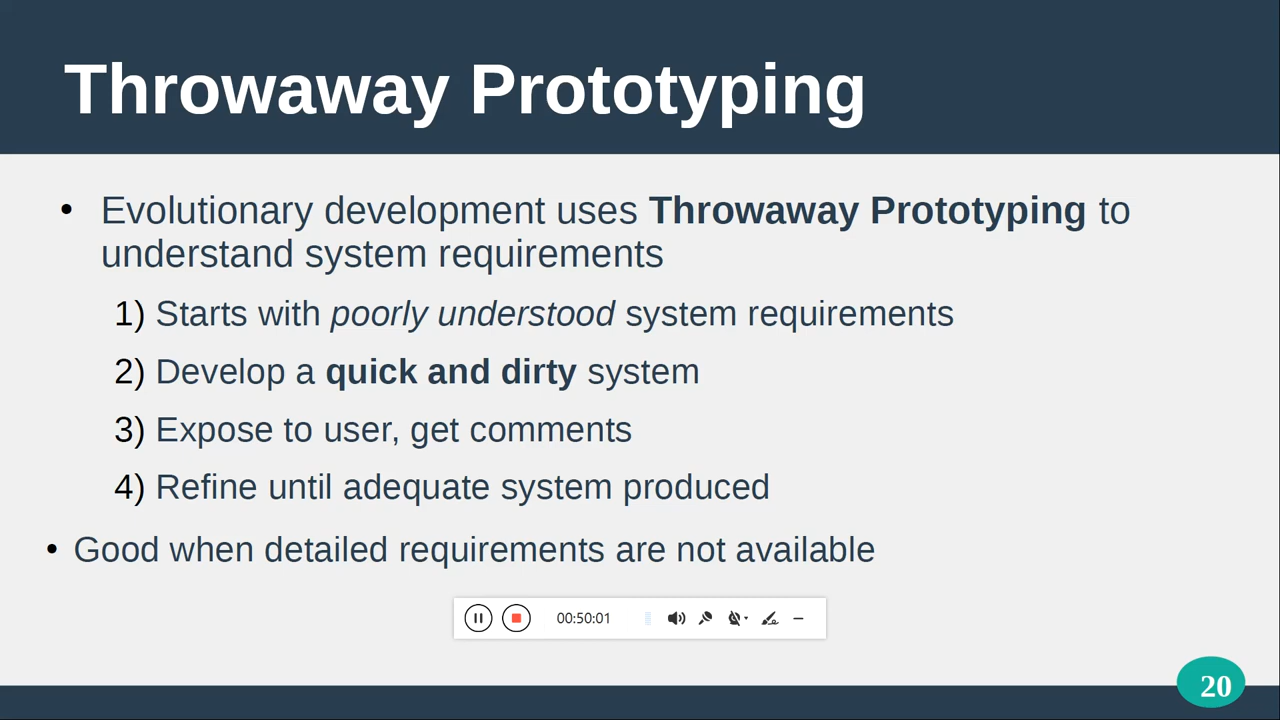 Throwaway Prototyping
• Evolutionary development uses Throwaway Prototyping to
understand system requirements
1) Starts with poorly understood system requirements
2) Develop a quick and dirty system
3) Expose to user, get comments
4) Refine until adequate system produced
• Good when detailed requirements are not available
00:50:01
20